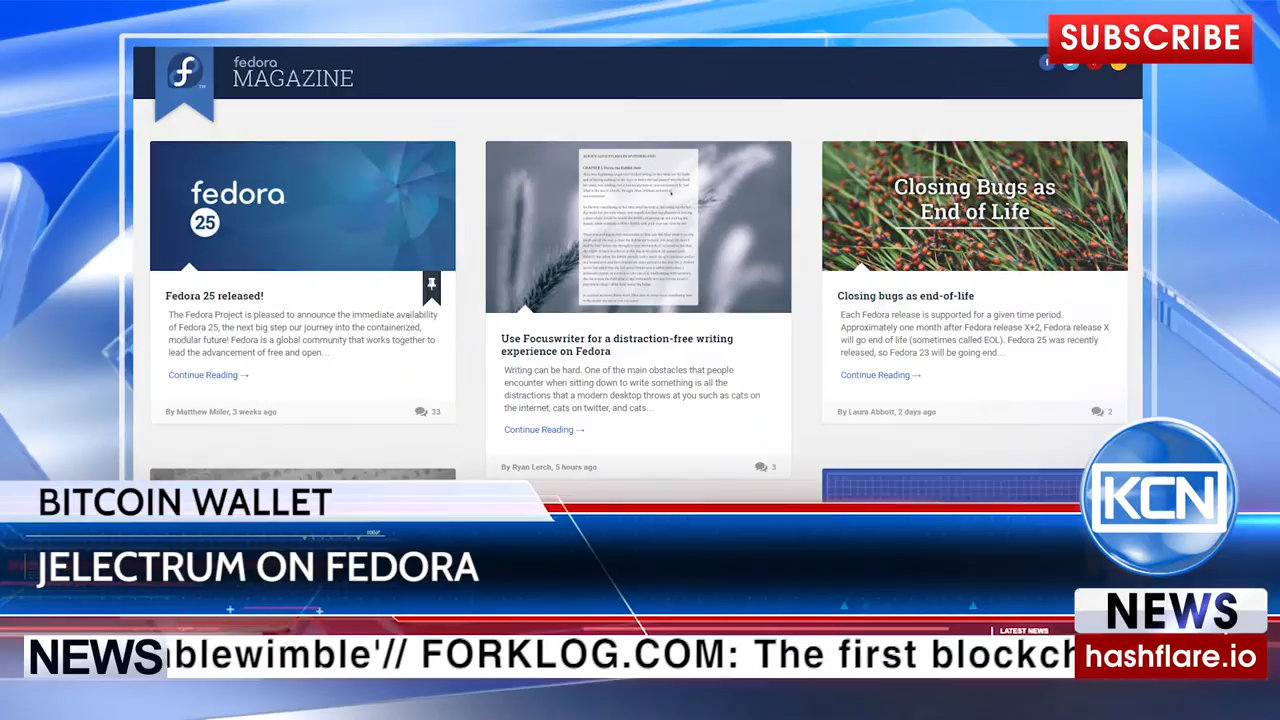 SUBSCRIBE
fedora
MAGAZINE
fedora
25
Fedora 25 released!
The Fedora Project is pleased to announce the immediate availability
of Fedora 25, the next big step our journey into the containerized,
modular future! Fedora is a global community that works together to
lead the advancement of free and open…
Continue Reading →
By Matthew Miller, 3 weeks ago
33
Use Focuswriter for a distraction-free writing
experience on Fedora
Writing can be hard. One of the main obstacles that people
encounter when sitting down to write something is all the
distractions that a modern desktop throws at you such as cats on
the internet, cats on twitter, and cats…
Continue Reading →
By Ryan Lerch, 5 hours ago
3
Closing Bugs as
End of Life
Closing bugs as end-of-life
Each Fedora release is supported for a given time period.
Approximately one month after Fedora release X+2, Fedora release X
will go end of life (sometimes called EOL). Fedora 25 was recently
released, so Fedora 23 will be going end…
Continue Reading →
By Laura Abbott, 2 days ago
2
BITCOIN WALLET
JELECTRUM ON FEDORA
KCN
NEWS
hashflare.io
LATEST NEWS
NEWS
ablewimble'// FORKLOG.COM: The first blockch